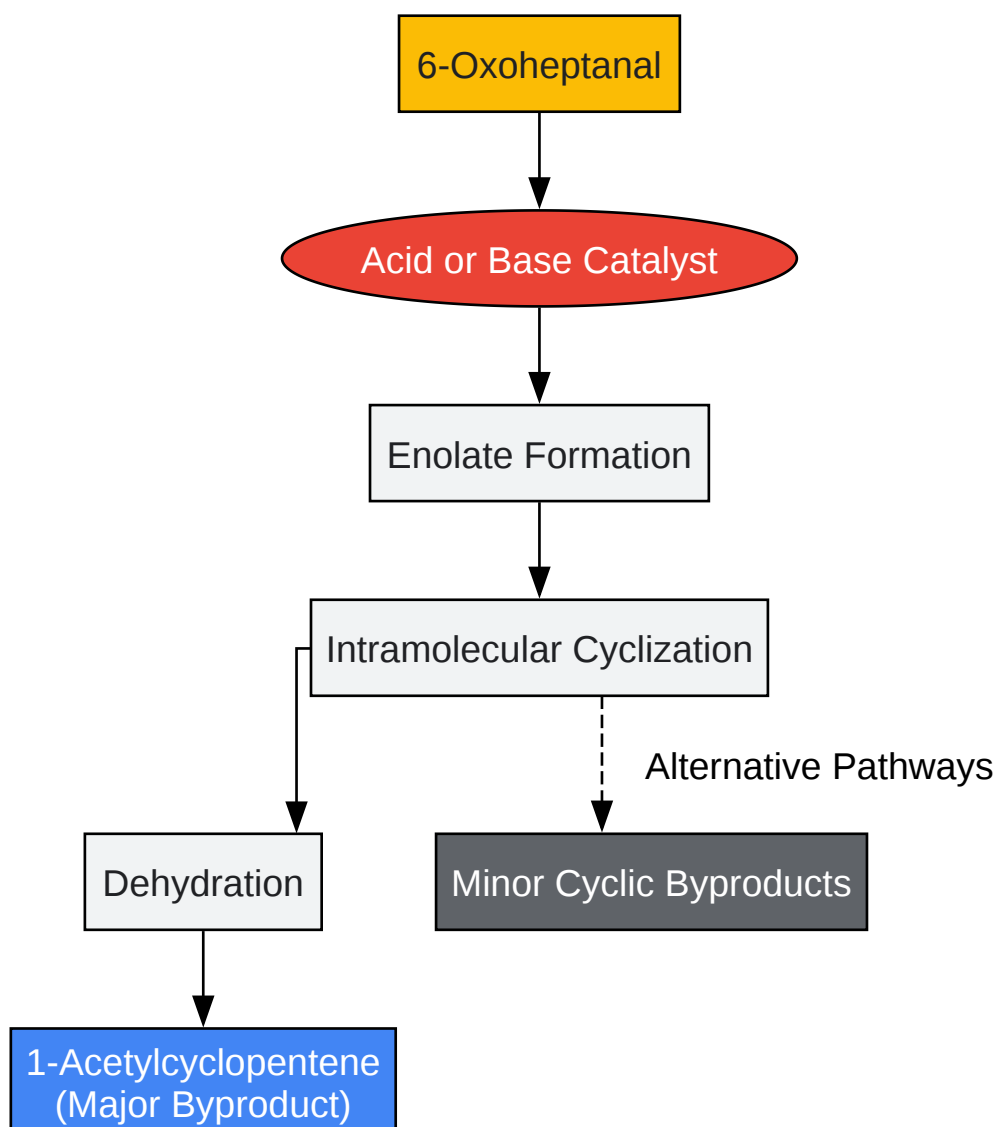 6-Oxoheptanal
Acid or Base Catalyst
Enolate Formation
Intramolecular Cyclization
Alternative Pathways
Dehydration
Minor Cyclic Byproducts
1-Acetylcyclopentene
(Major Byproduct)